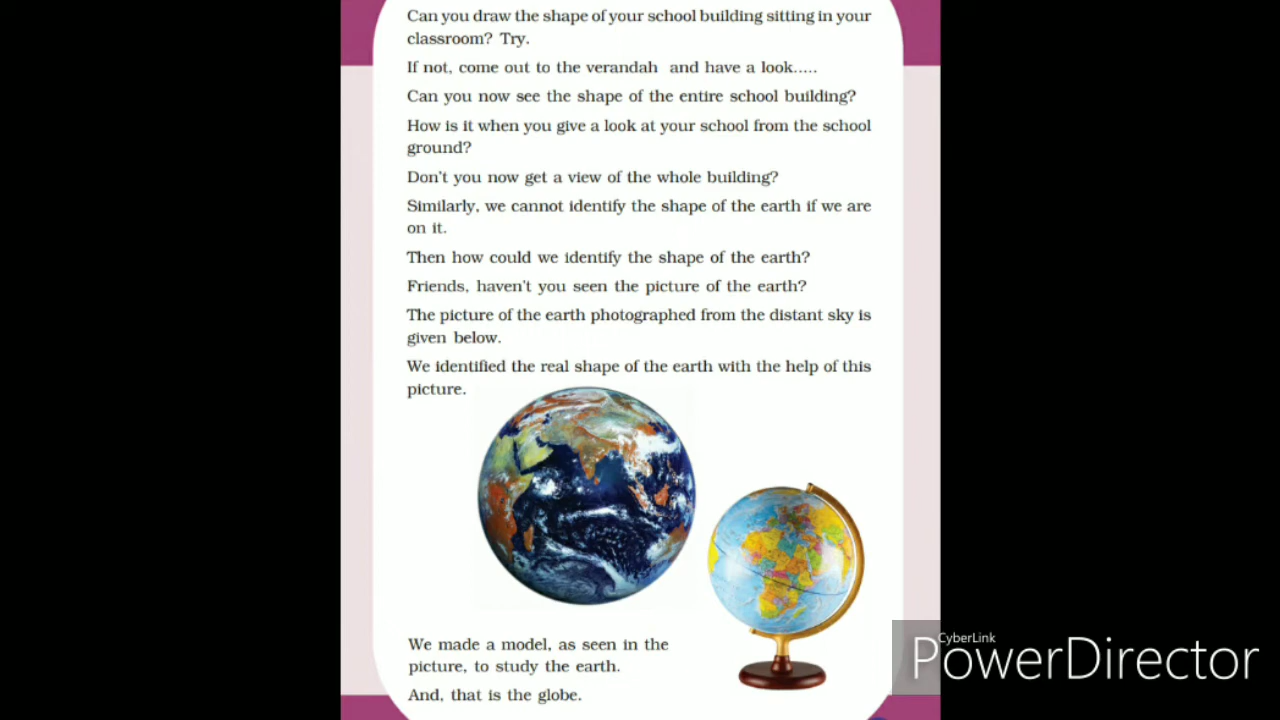 Can you draw the shape of your school building sitting in your
classroom? Try.
If not, come out to the verandah and have a look.....
Can you now see the shape of the entire school building?
How is it when you give a look at your school from the school
ground?
Don't you now get a view of the whole building?
Similarly, we cannot identify the shape of the earth if we are
on it.
Then how could we identify the shape of the earth?
Friends, haven't you seen the picture of the earth?
The picture of the earth photographed from the distant sky is
given below.
We identified the real shape of the earth with the help of this
picture.
We made a model, as seen in the
picture, to study the earth.
And, that is the globe.
CyberLink
PowerDirector